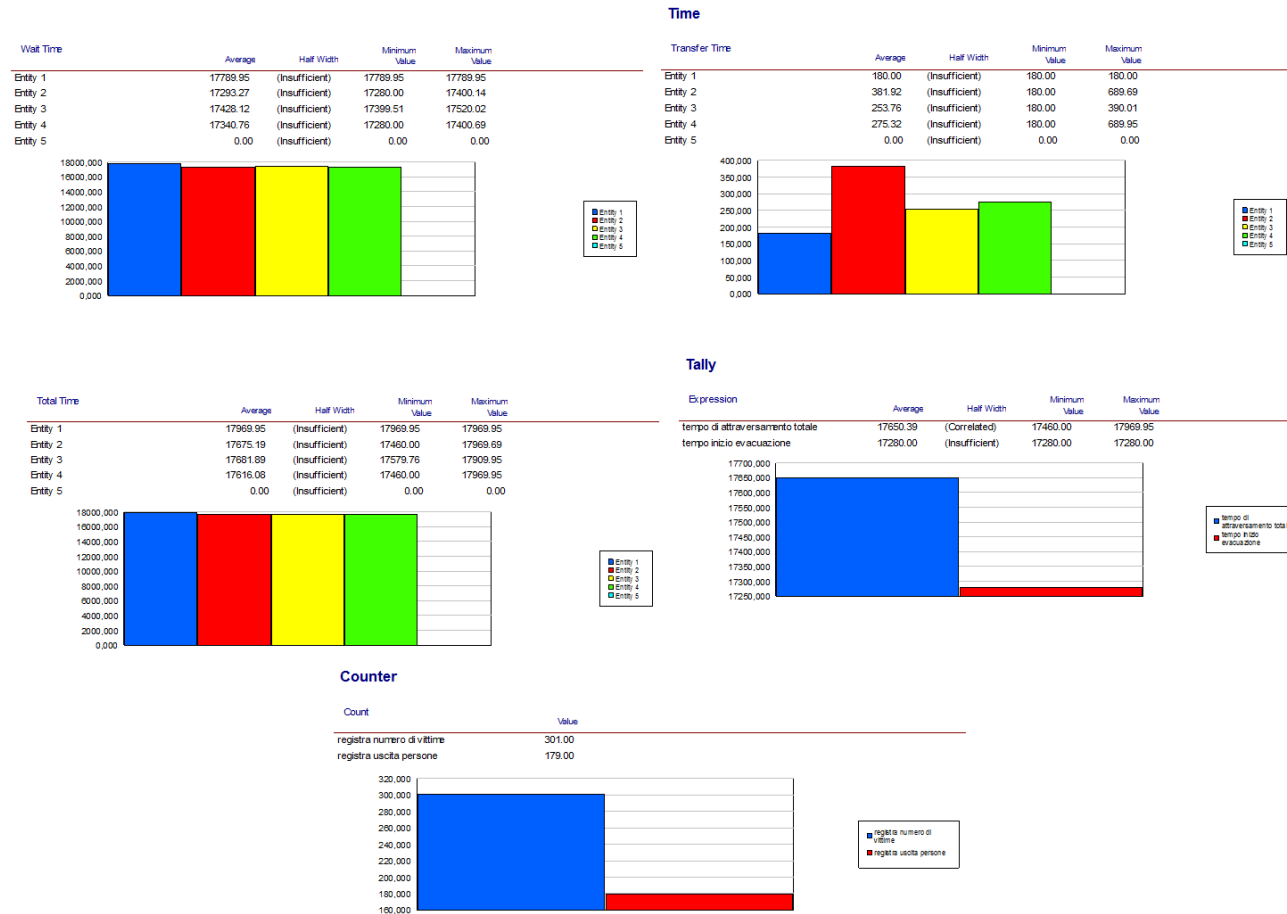 Time
Wait Time
Average Half Width Minimum Value Maximum Value
Entity 1 17789.95 (Insufficient) 17789.95 17789.95
Entity 2 17293.27 (Insufficient) 17280.00 17400.14
Entity 3 17428.12 (Insufficient) 17399.51 17520.02
Entity 4 17340.76 (Insufficient) 17280.00 17400.69
Entity 5 0.00 (Insufficient) 0.00 0.00
18000,000
16000,000
14000,000
12000,000
10000,000
8000,000
6000,000
4000,000
2000,000
0,000
Entity 1
Entity 2
Entity 3
Entity 4
Entity 5
Transfer Time
Average Half Width Minimum Value Maximum Value
Entity 1 180.00 (Insufficient) 180.00 180.00
Entity 2 381.92 (Insufficient) 180.00 689.69
Entity 3 253.76 (Insufficient) 180.00 390.01
Entity 4 275.32 (Insufficient) 180.00 689.95
Entity 5 0.00 (Insufficient) 0.00 0.00
400,000
350,000
300,000
250,000
200,000
150,000
100,000
50,000
0,000
Entity 1
Entity 2
Entity 3
Entity 4
Entity 5
Total Time
Average Half Width Minimum Value Maximum Value
Entity 1 17969.95 (Insufficient) 17969.95 17969.95
Entity 2 17675.19 (Insufficient) 17460.00 17969.69
Entity 3 17681.89 (Insufficient) 17579.76 17909.95
Entity 4 17616.08 (Insufficient) 17460.00 17969.95
Entity 5 0.00 (Insufficient) 0.00 0.00
18000,000
16000,000
14000,000
12000,000
10000,000
8000,000
6000,000
4000,000
2000,000
0,000
Entity 1
Entity 2
Entity 3
Entity 4
Entity 5
Tally
Expression
Average Half Width Minimum Value Maximum Value
tempo di attraversamento totale 17650.39 (Correlated) 17460.00 17969.95
tempo inizio evacuazione 17280.00 (Insufficient) 17280.00 17280.00
17700,000
17650,000
17600,000
17550,000
17500,000
17450,000
17400,000
17350,000
17300,000
17250,000
tempo di
attraversamento total
tempo inizio
evacuazione
Counter
Count
Value
registra numero di vittime 301.00
registra uscita persone 179.00
320,000
300,000
280,000
260,000
240,000
220,000
200,000
180,000
160,000
registra numero di
vittime
registra uscita persone